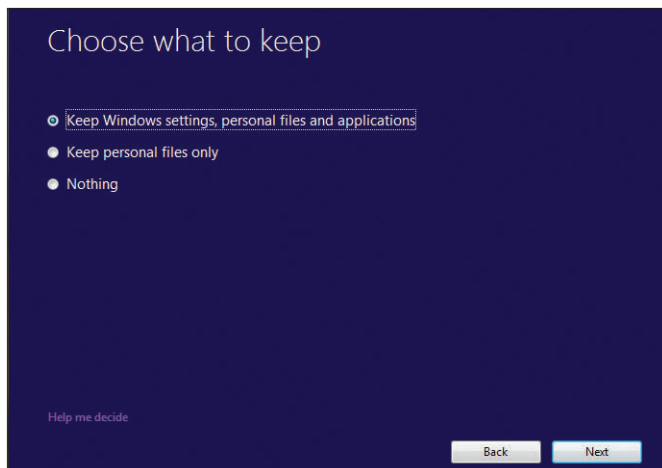 Choose what to keep
Keep Windows settings, personal files and applications
Keep personal files only
Nothing
Help me decide
Back
Next